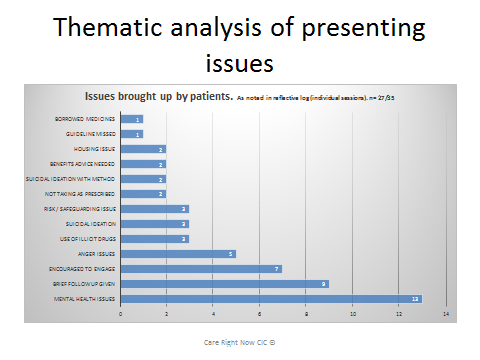 Thematic analysis of presenting
issues
Issues brought up by patients. As noted in reflective log (individual sessions). n= 27/35
BORROWED MEDICINES 1
GUIDELINE MISSED 1
HOUSING ISSUE 2
BENEFITS ADVICE NEEDED 2
SUICIDAL IDEATION WITH METHOD 2
NOT TAKING AS PRESCRIBED 2
RISK / SAFEGUARDING ISSUE 3
SUICIDAL IDEATION 3
USE OF ILLICIT DRUGS 3
ANGER ISSUES 5
ENCOURAGED TO ENGAGE 7
BRIEF FOLLOW UP GIVEN 9
MENTAL HEALTH ISSUES 13
0 2 4 6 8 10 12 14
Care Right Now CIC ©